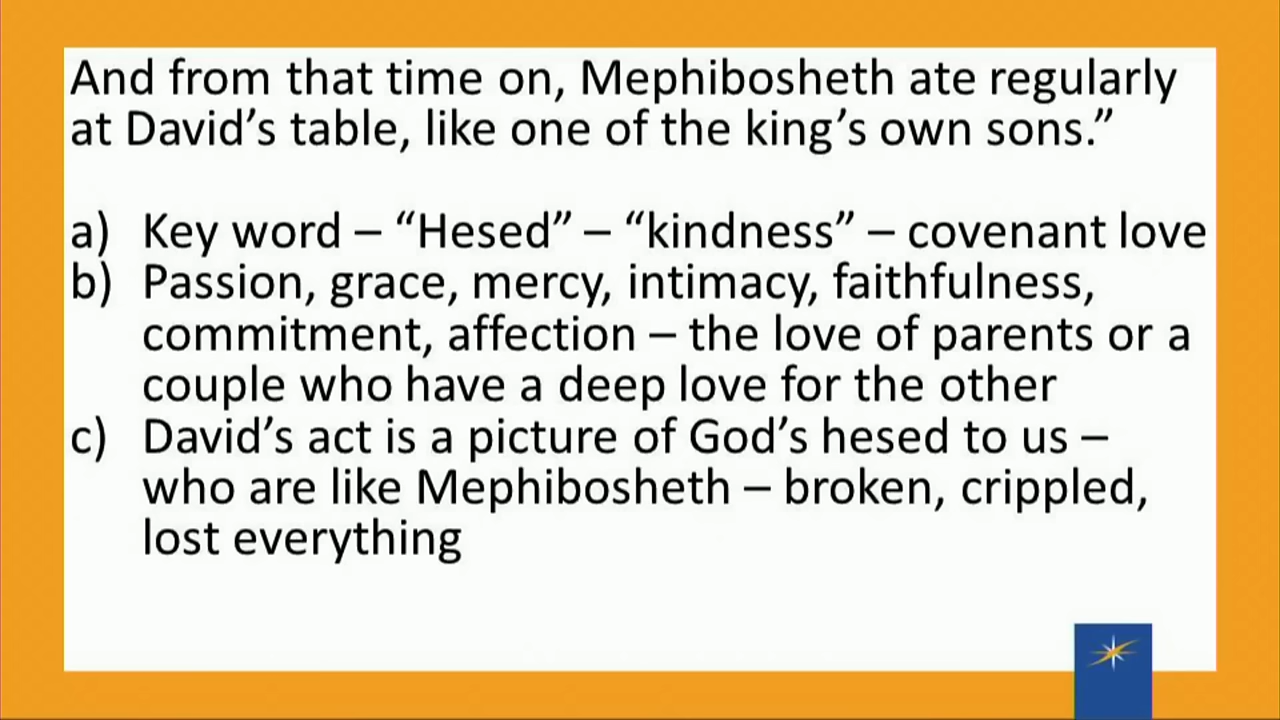 And from that time on, Mephibosheth ate regularly
at David’s table, like one of the king’s own sons.”
a) Key word – “Hesed” – “kindness” – covenant love
b) Passion, grace, mercy, intimacy, faithfulness,
commitment, affection – the love of parents or a
couple who have a deep love for the other
c) David’s act is a picture of God’s hesed to us –
who are like Mephibosheth – broken, crippled,
lost everything